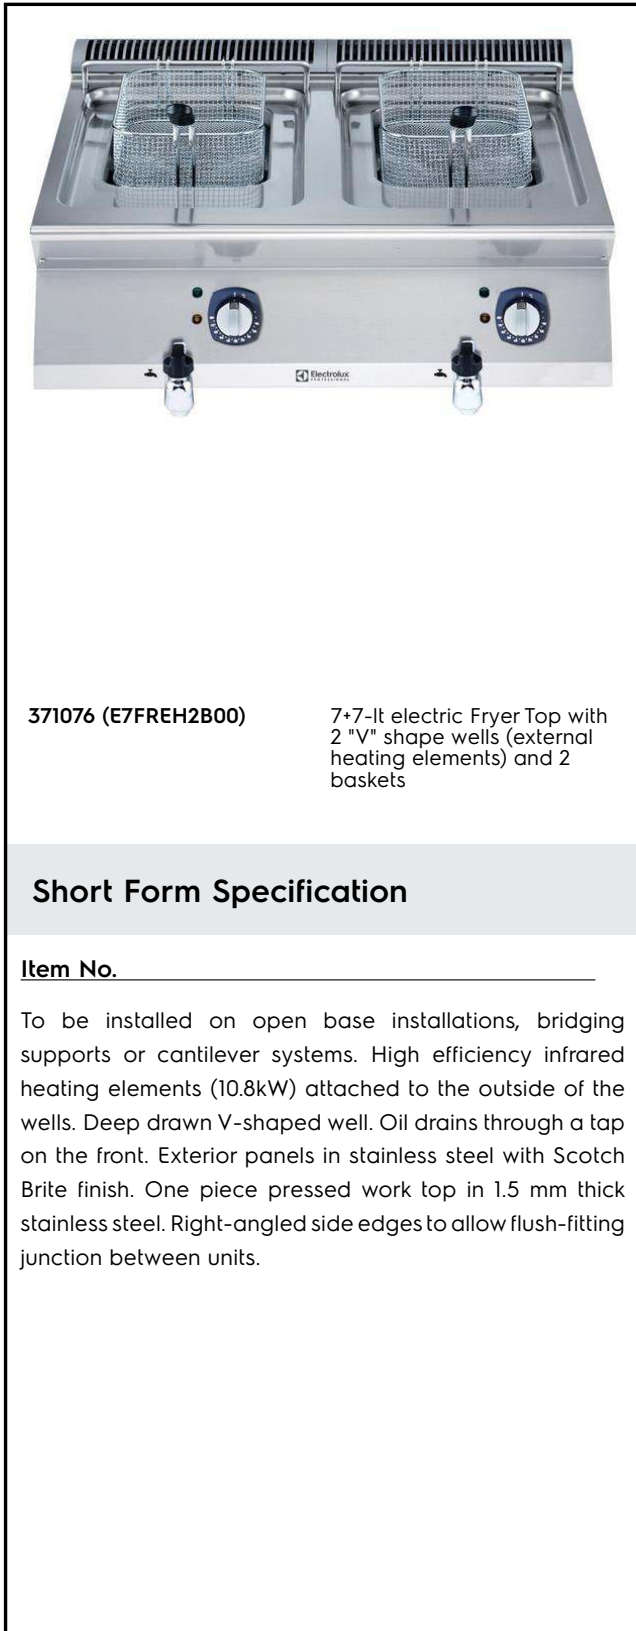 Electrolux
PROFESSIONAL
371076 (E7FREH2B00)
7+7-lt electric Fryer Top with
2 "V" shape wells (external
heating elements) and 2
baskets
Short Form Specification
Item No.
To be installed on open base installations, bridging
supports or cantilever systems. High efficiency infrared
heating elements (10.8kW) attached to the outside of the
wells. Deep drawn V-shaped well. Oil drains through a tap
on the front. Exterior panels in stainless steel with Scotch
Brite finish. One piece pressed work top in 1.5 mm thick
stainless steel. Right-angled side edges to allow flush-fitting
junction between units.